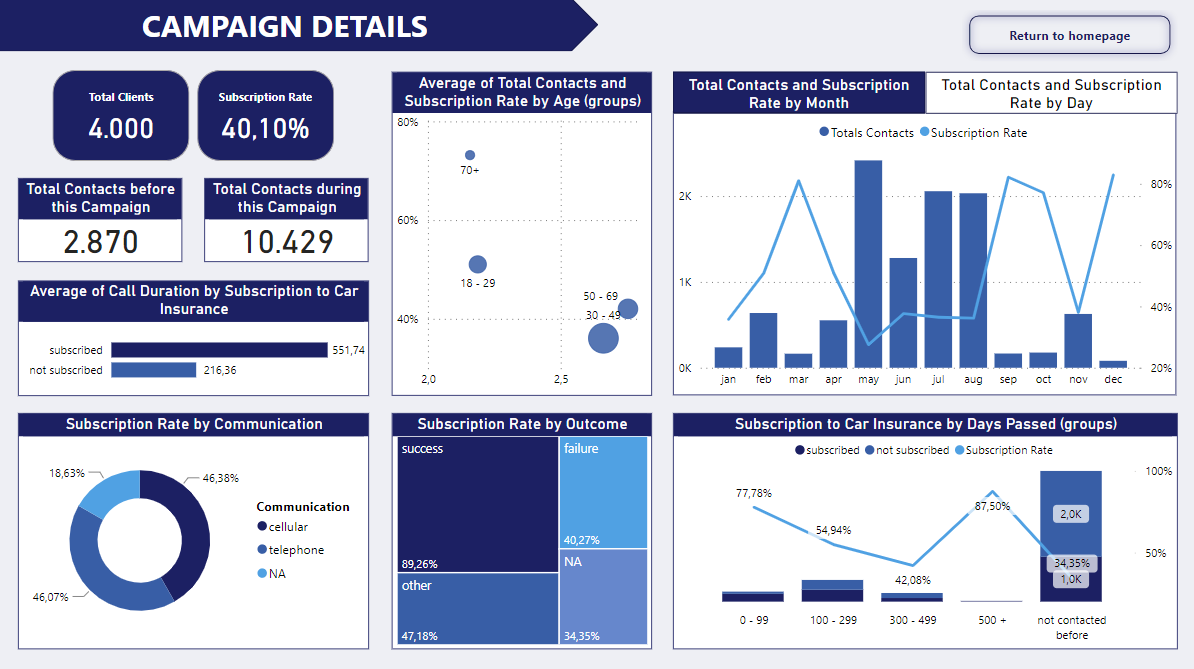 CAMPAIGN DETAILS
Return to homepage
Total Clients
4.000
Subscription Rate
40,10%
Total Contacts before
this Campaign
2.870
Total Contacts during
this Campaign
10.429
Average of Call Duration by Subscription to Car
Insurance
subscribed
551,74
not subscribed
216,36
Average of Total Contacts and
Subscription Rate by Age (groups)
80%
60%
40%
70+
18 - 29
50 - 69
30 - 49
2,0
2,5
Total Contacts and Subscription
Rate by Month
Total Contacts and Subscription
Rate by Day
Totals Contacts
Subscription Rate
2K
1K
0K
80%
60%
40%
20%
jan feb mar apr may jun jul aug sep oct nov dec
Subscription Rate by Communication
18,63%
46,38%
46,07%
Communication
cellular
telephone
NA
Subscription Rate by Outcome
success
89,26%
failure
40,27%
other
47,18%
NA
34,35%
Subscription to Car Insurance by Days Passed (groups)
subscribed
not subscribed
Subscription Rate
77,78%
54,94%
42,08%
87,50%
2,0K
34,35%
1,0K
100%
50%
0 - 99
100 - 299
300 - 499
500 +
not contacted
before